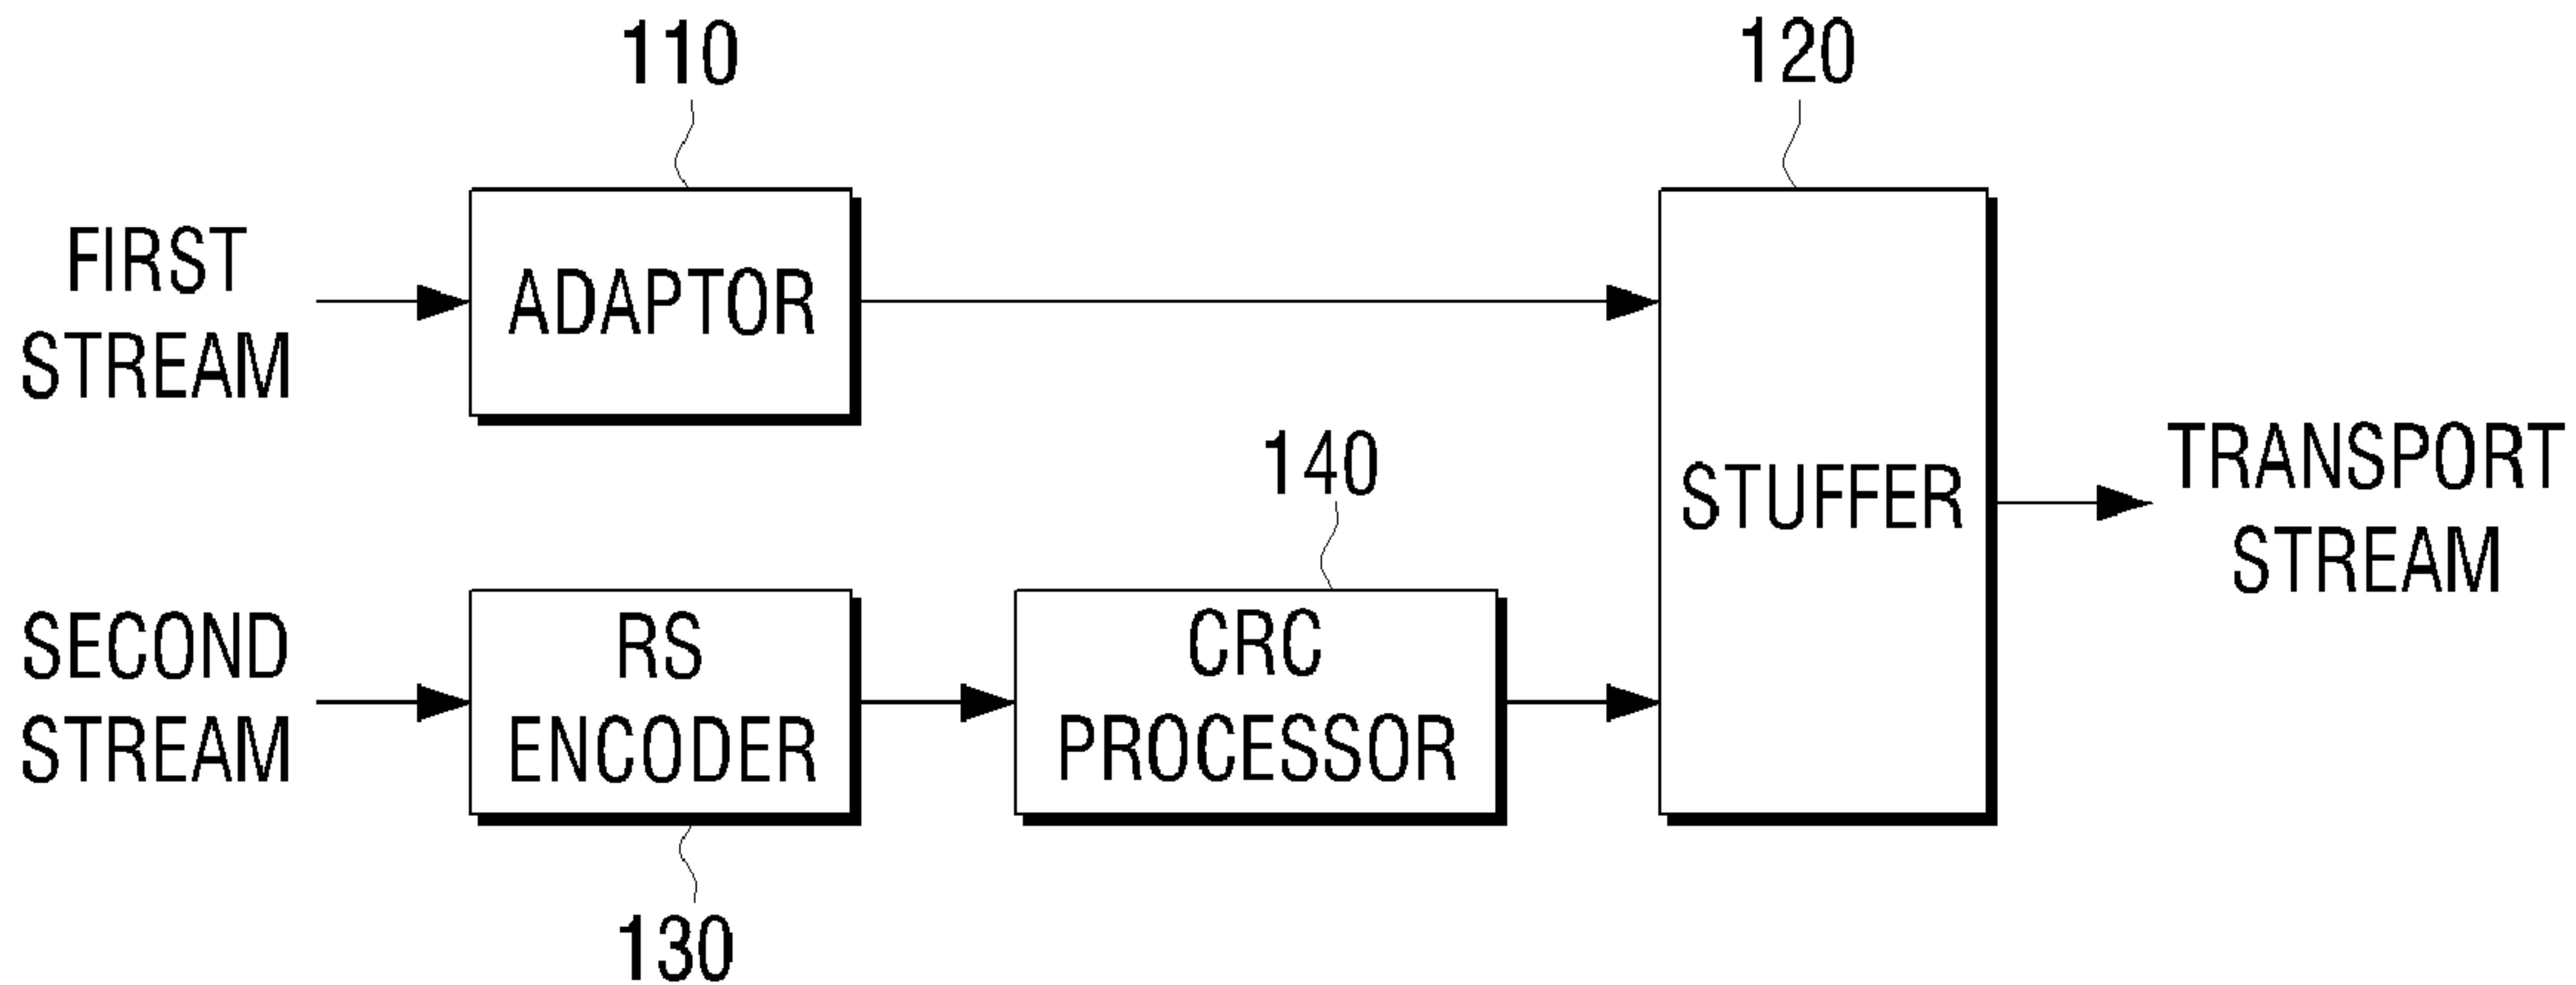 110
120
FIRST
STREAM
ADAPTOR
140
STUFFER
TRANSPORT
STREAM
SECOND
STREAM
RS
ENCODER
CRC
PROCESSOR
130